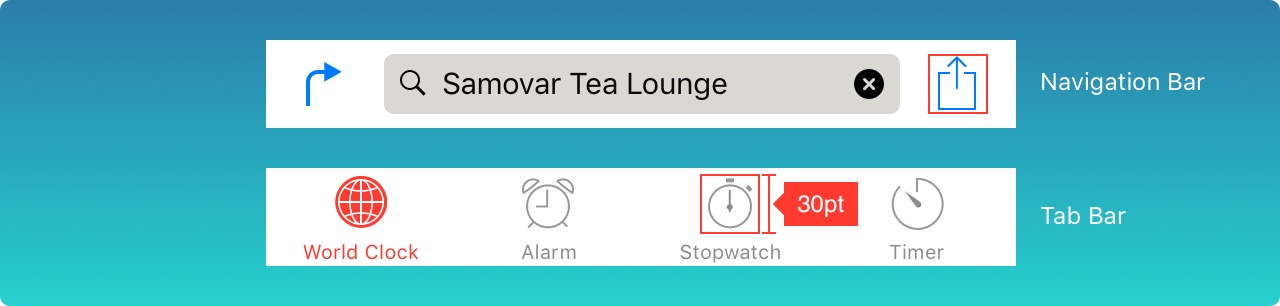 Samovar Tea Lounge
Navigation Bar
30pt
Tab Bar
World Clock
Alarm
Stopwatch
Timer